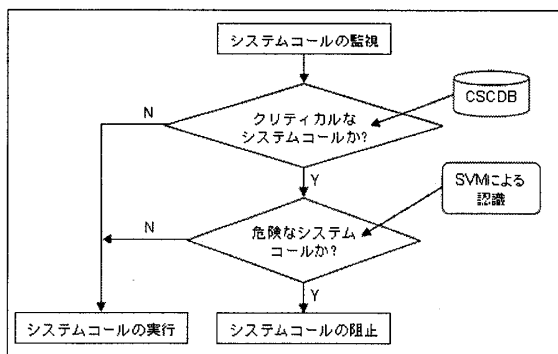 システムコールの監視
CSCDB
クリティカルな
システムコールか?
N
Y
SVMによる
認識
危険なシステム
コールか?
N
Y
システムコールの実行
システムコールの阻止